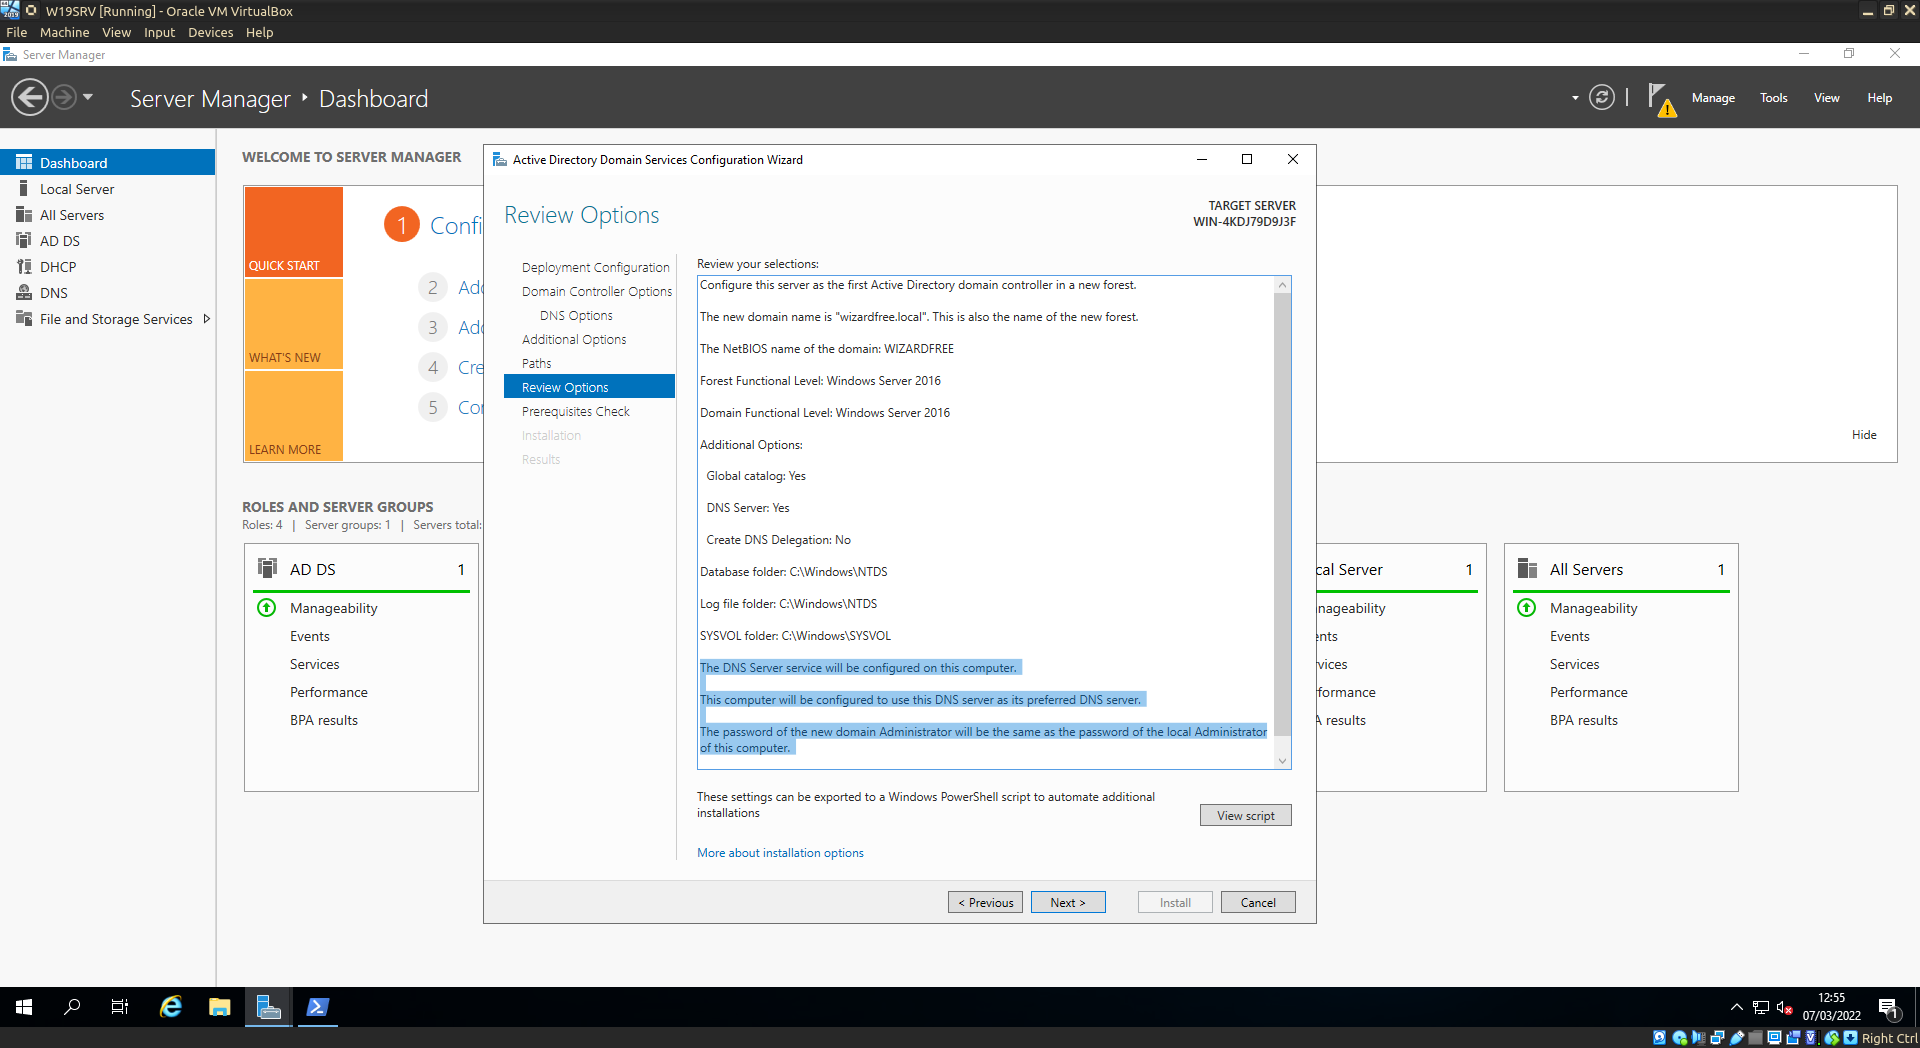 W19SRV [Running] - Oracle VM VirtualBox
File Machine View Input Devices Help
Server Manager
Server Manager • Dashboard
Manage Tools View Help
Dashboard
Local Server
All Servers
AD DS
DHCP
DNS
File and Storage Services
WELCOME TO SERVER MANAGER
QUICK START
WHAT'S NEW
LEARN MORE
1 Confi
2 Add
3 Add
4 Cre
5 Con
Hide
ROLES AND SERVER GROUPS
Roles: 4 | Server groups: 1 | Servers total:
AD DS 1
Manageability
Events
Services
Performance
BPA results
Active Directory Domain Services Configuration Wizard
Review Options
TARGET SERVER
WIN-4KDJ79D9J3F
Deployment Configuration
Domain Controller Options
DNS Options
Additional Options
Paths
Review Options
Prerequisites Check
Installation
Results
Review your selections:
Configure this server as the first Active Directory domain controller in a new forest.
The new domain name is "wizardfree.local". This is also the name of the new forest.
The NetBIOS name of the domain: WIZARDFREE
Forest Functional Level: Windows Server 2016
Domain Functional Level: Windows Server 2016
Additional Options:
Global catalog: Yes
DNS Server: Yes
Create DNS Delegation: No
Database folder: C:\Windows\NTDS
Log file folder: C:\Windows\NTDS
SYSVOL folder: C:\Windows\SYSVOL
The DNS Server service will be configured on this computer.
This computer will be configured to use this DNS server as its preferred DNS server.
The password of the new domain Administrator will be the same as the password of the local Administrator
of this computer.
These settings can be exported to a Windows PowerShell script to automate additional
installations
View script
More about installation options
< Previous Next > Install Cancel
cal Server 1
nageability
ents
vices
formance
A results
All Servers 1
Manageability
Events
Services
Performance
BPA results
12:55
07/03/2022
1
Right Ctrl